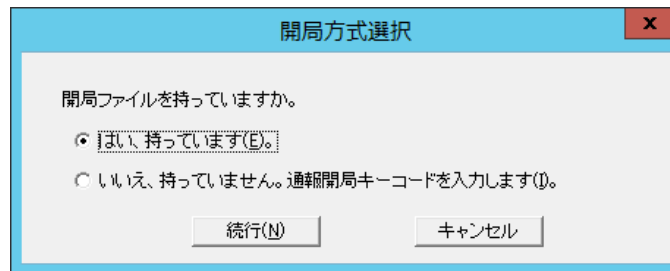 開局方式選択
x
開局ファイルを持っていますか。
はい、持っています(E)。
いいえ、持っていません。通報開局キーコードを入力します(I)。
続行(N) キャンセル